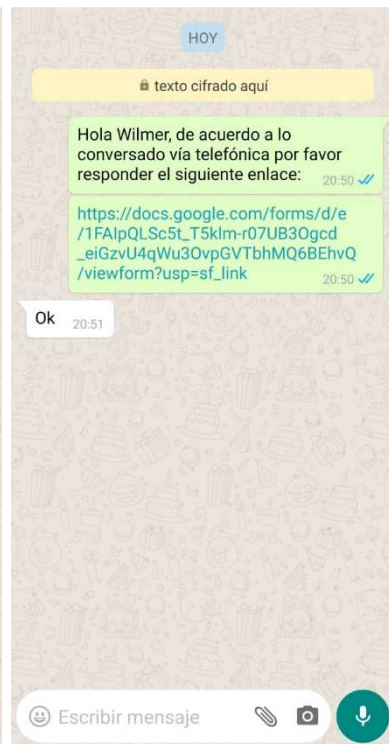 HOY
texto cifrado aquí
Hola Wilmer, de acuerdo a lo
conversado vía telefónica por favor
responder el siguiente enlace:
20:50
https://docs.google.com/forms/d/e
/1FAIpQLSc5t_T5klm-r07UB3Ogcd
_eiGzvU4qWu3OvpGVTbhMQ6BEhvQ
/viewform?usp=sf_link
20:50
Ok 20:51
Escribir mensaje